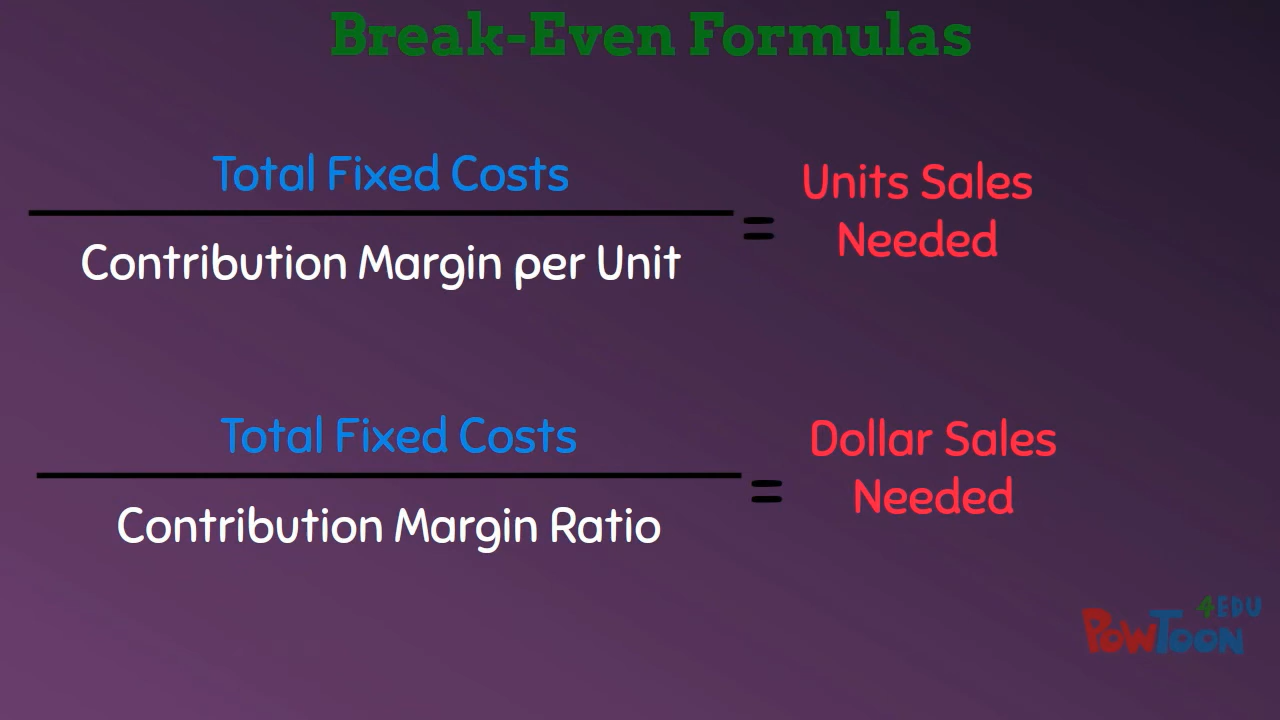 Break-Even Formulas
Total Fixed Costs
Contribution Margin per Unit
=
Units Sales
Needed
Total Fixed Costs
Contribution Margin Ratio
=
Dollar Sales
Needed
4EDU
PowToon